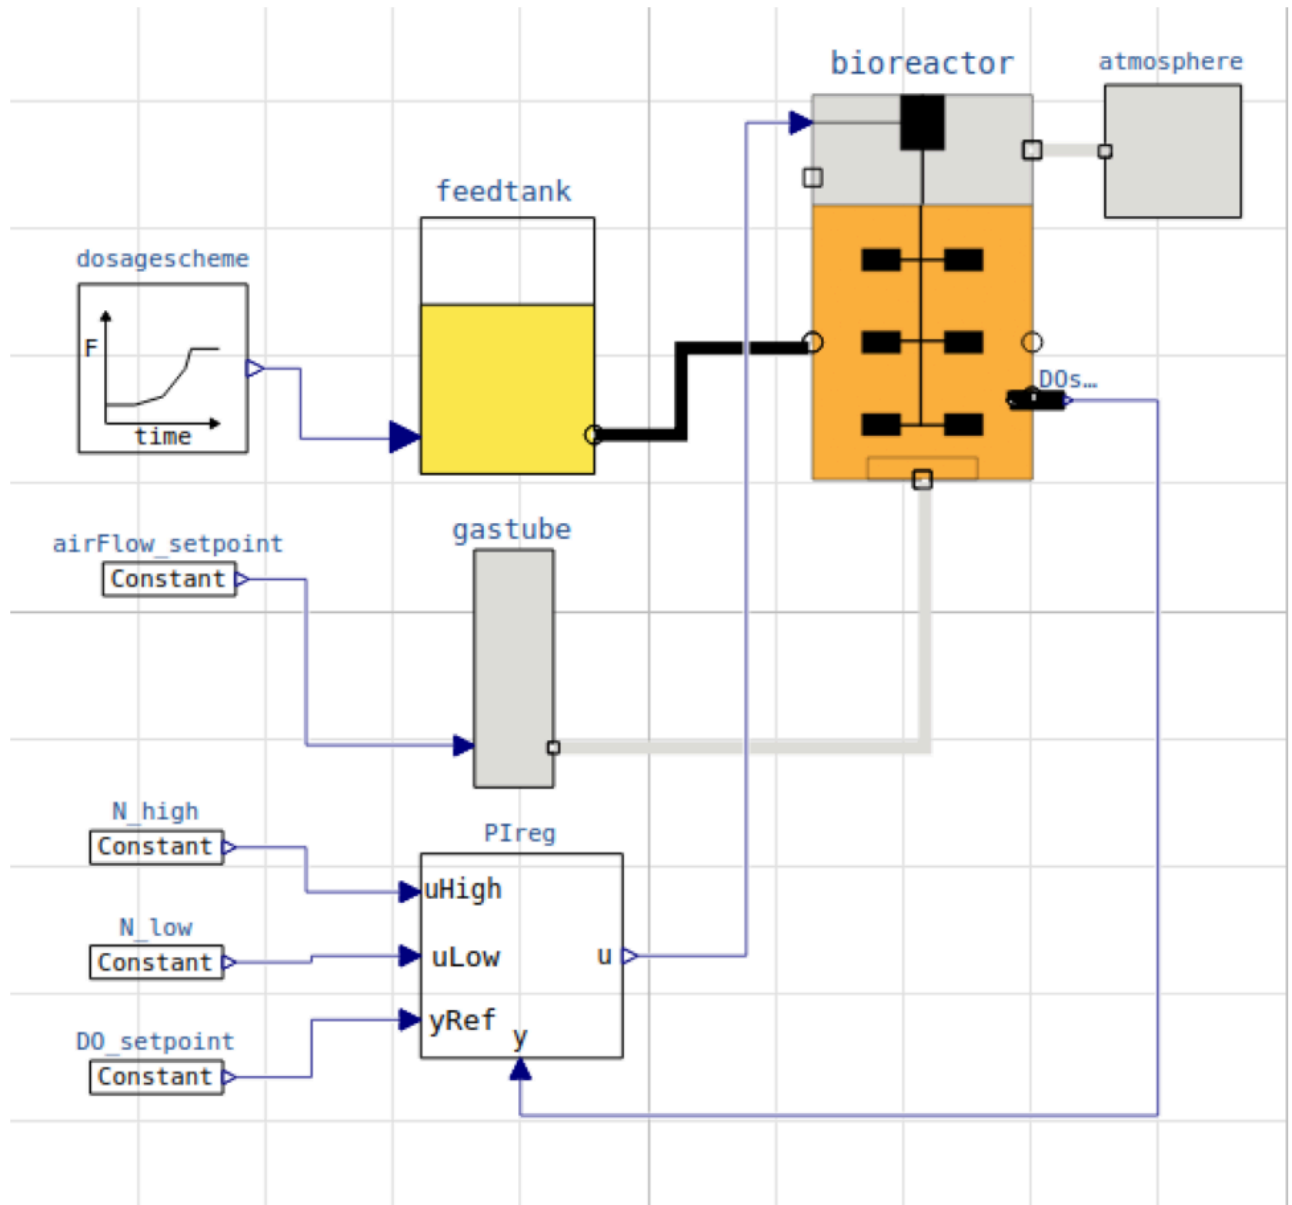 bioreactor
atmosphere
feedtank
dosagescheme
F
time
DOs…
gastube
airFlow_setpoint
Constant
N_high
Constant
PIreg
uHigh
N_low
Constant
uLow
u
DO_setpoint
Constant
yRef
y